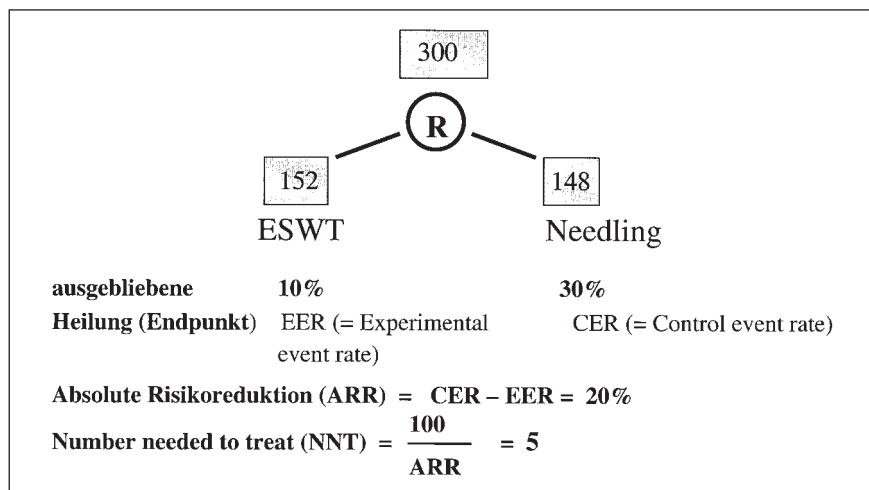 300
R
152 148
ESWT Needling
ausgebliebene 10% 30%
Heilung (Endpunkt) EER (= Experimental CER (= Control event rate)
event rate)
Absolute Risikoreduktion (ARR) = CER – EER = 20%
Number needed to treat (NNT) = 100 = 5
ARR